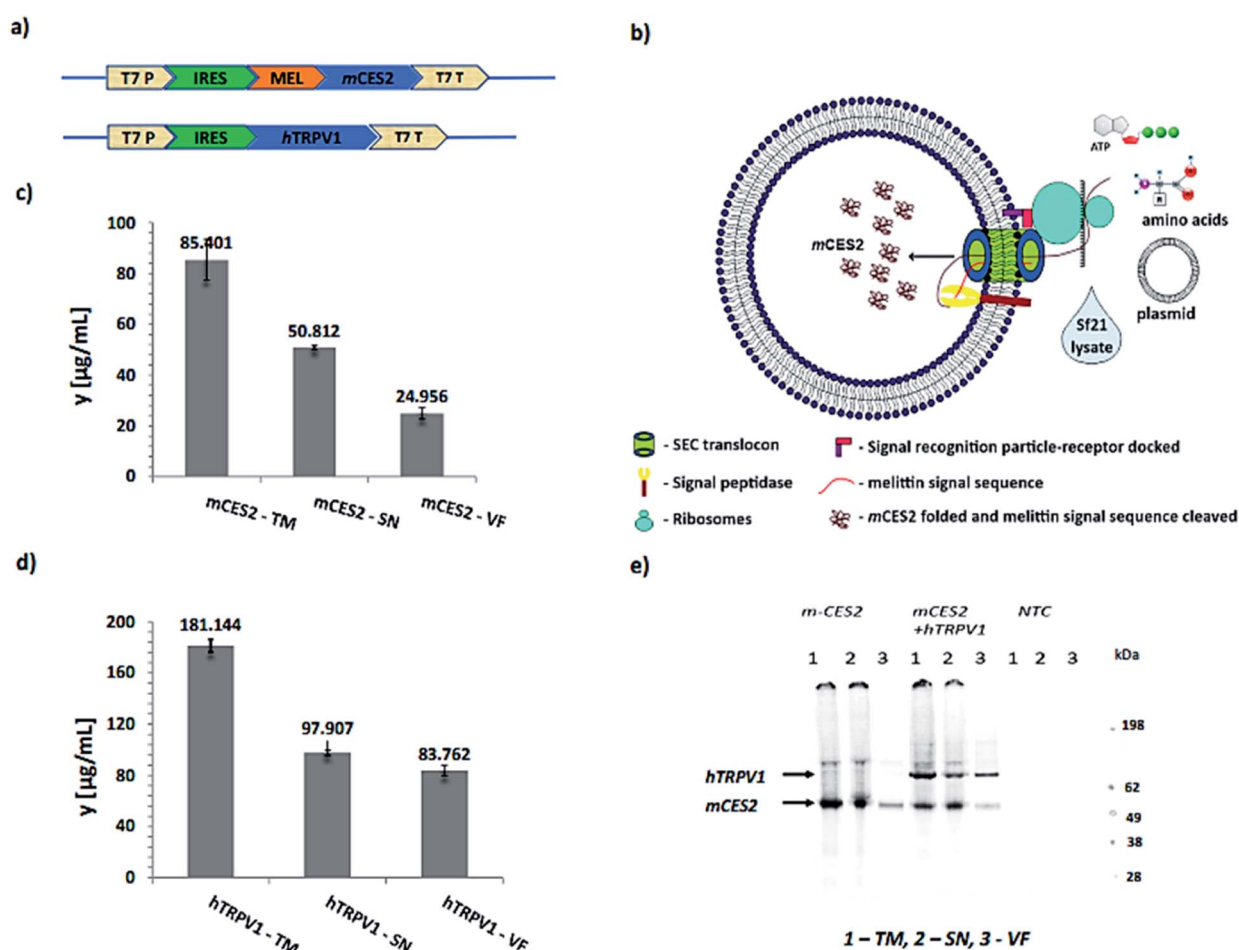 a)
T7 P IRES MEL mCES2 T7 T
T7 P IRES hTRPV1 T7 T
b)
ATP
R
amino acids
plasmid
Sf21
lysate
mCES2
- SEC translocon
- Signal peptidase
- Ribosomes
- Signal recognition particle-receptor docked
- melittin signal sequence
- mCES2 folded and melittin signal sequence cleaved
c)
y [µg/mL]
100
80
60
40
20
0
85.401
50.812
24.956
mCES2 - TM
mCES2 - SN
mCES2 - VF
d)
y [µg/mL]
200
160
120
80
40
0
181.144
97.907
83.762
hTRPV1 - TM
hTRPV1 - SN
hTRPV1 - VF
e)
m-CES2 mCES2 NTC
+hTRPV1
1 2 3 1 2 3 1 2 3 kDa
198
hTRPV1
62
mCES2
49
38
28
1 – TM, 2 – SN, 3 - VF